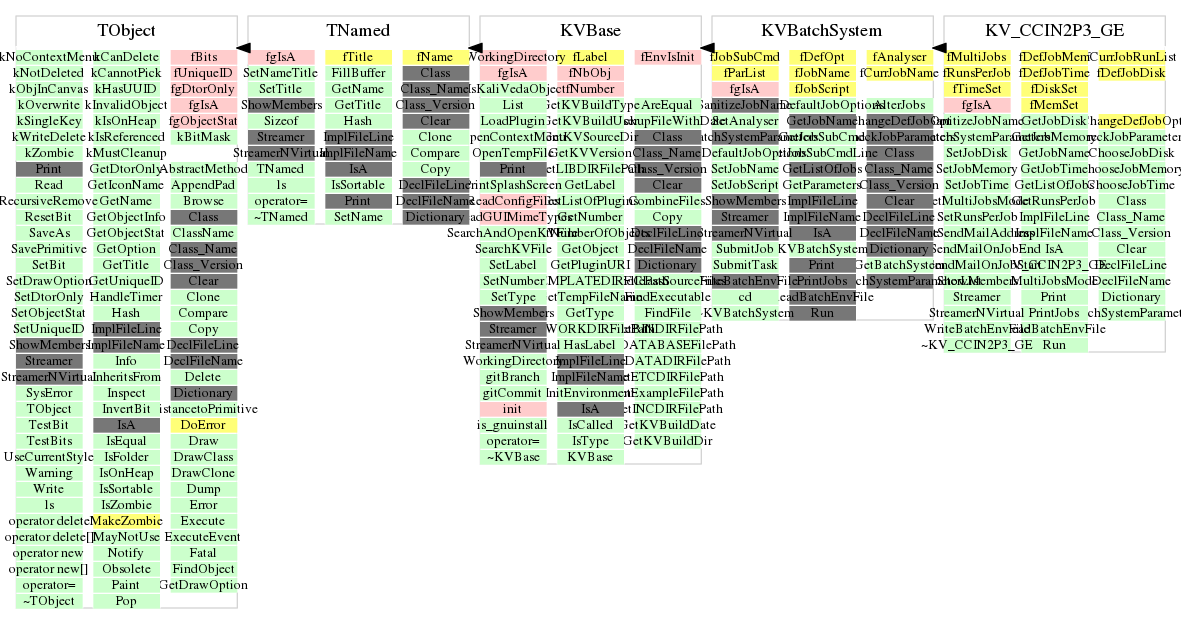 TObject
kNoContextMenu kCanDelete fBits
kNotDeleted kCannotPick fUniqueID
kObjInCanvas kHasUUID fgDtorOnly
kOverwrite kInvalidObject fgIsA
kSingleKey kIsOnHeap fgObjectStat
kWriteDelete kIsReferenced kBitMask
kZombie kMustCleanup
Print GetDtorOnly AbstractMethod
Read GetIconName AppendPad
RecursiveRemove GetName Browse
ResetBit GetObjectInfo Class
SaveAs GetObjectStat ClassName
SavePrimitive GetOption Class_Name
SetBit GetTitle Class_Version
SetDrawOption GetUniqueID Clear
SetDtorOnly HandleTimer Clone
SetObjectStat Hash Compare
SetUniqueID ImplFileLine Copy
ShowMembers ImplFileName DeclFileLine
Streamer Info DeclFileName
StreamerNVirtual InheritsFrom Delete
SysError Inspect Dictionary
TObject InvertBit istancetoPrimitive
TestBit IsA DoError
TestBits IsEqual Draw
UseCurrentStyle IsFolder DrawClass
Warning IsOnHeap DrawClone
Write IsSortable Dump
ls IsZombie Error
operator delete MakeZombie Execute
operator delete[] MayNotUse ExecuteEvent
operator new Notify Fatal
operator new[] Obsolete FindObject
operator= Paint GetDrawOption
~TObject Pop
TNamed
fgIsA fTitle fName
SetNameTitle FillBuffer Class
SetTitle GetName Class_Name
ShowMembers GetTitle Class_Version
Sizeof Hash Clear
Streamer ImplFileLine Clone
StreamerNVirtual ImplFileName Compare
TNamed IsA Copy
ls IsSortable DeclFileLine
operator= Print DeclFileName
~TNamed SetName Dictionary
KVBase
WorkingDirectory fLabel fEnvIsInit
fgIsA fNbObj
IsKaliVedaObject fNumber
List GetKVBuildType AreEqual
LoadPlugin GetKVBuildUser BackupFileWithDate
OpenContextMenu GetKVSourceDir Class
OpenTempFile GetKVVersion Class_Name
Print GetLIBDIRFilePath Class_Version
PrintSplashScreen GetLabel Clear
ReadConfigFiles GetListOfPlugins CombineFiles
GetNumber Copy
SearchAndOpenKVFile GetNumberOfObjects DeclFileLine
SearchKVFile GetObject DeclFileName
SetLabel GetPluginURI Dictionary
SetNumber
SetType GetTempFileName FindExecutable
ShowMembers GetType FindFile
Streamer
StreamerNVirtual HasLabel GetDATABASEFilePath
WorkingDirectory ImplFileLine GetDATADIRFilePath
gitBranch ImplFileName GetETCDIRFilePath
gitCommit InitEnvironment GetExampleFilePath
init IsA GetINCDIRFilePath
is_gnuinstall IsCalled GetKVBuildDate
operator= IsType GetKVBuildDir
~KVBase KVBase
KVBatchSystem
fJobSubCmd fDefOpt fAnalyser
fParList fJobName fCurrJobName
fgIsA fJobScript
SanitizeJobName DefaultJobOptions AlterJobs
SetAnalyser GetJobName ChangeDefJobOpt
GetJobSubCmd CheckJobParameters
SetDefaultJobOptions GetJobSubCmdLine Class
SetJobName GetListOfJobs Class_Name
SetJobScript GetParameters Class_Version
ShowMembers ImplFileLine Clear
Streamer ImplFileName DeclFileLine
StreamerNVirtual IsA DeclFileName
SubmitJob KVBatchSystem Dictionary
SubmitTask Print GetBatchSystem
WriteBatchEnvFile PrintJobs
cd ReadBatchEnvFile
~KVBatchSystem Run
KV_CCIN2P3_GE
fMultiJobs fDefJobMem fCurrJobRunList
fRunsPerJob fDefJobTime fDefJobDisk
fTimeSet fDiskSet
fgIsA fMemSet
SanitizeJobName GetJobDisk ChangeDefJobOpt
GetJobMemory CheckJobParameters
SetJobDisk GetJobName ChooseJobDisk
SetJobMemory GetJobTime ChooseJobMemory
SetJobTime GetListOfJobs ChooseJobTime
SetMultiJobsMode GetRunsPerJob Class
SetRunsPerJob ImplFileLine Class_Name
SetSendMailAddress ImplFileName Class_Version
SetSendMailOnJobEnd IsA Clear
SetSendMailOnJobStart KV_CCIN2P3_GE DeclFileLine
ShowMembers MultiJobsMode DeclFileName
Streamer Print Dictionary
StreamerNVirtual PrintJobs
WriteBatchEnvFile ReadBatchEnvFile
~KV_CCIN2P3_GE Run